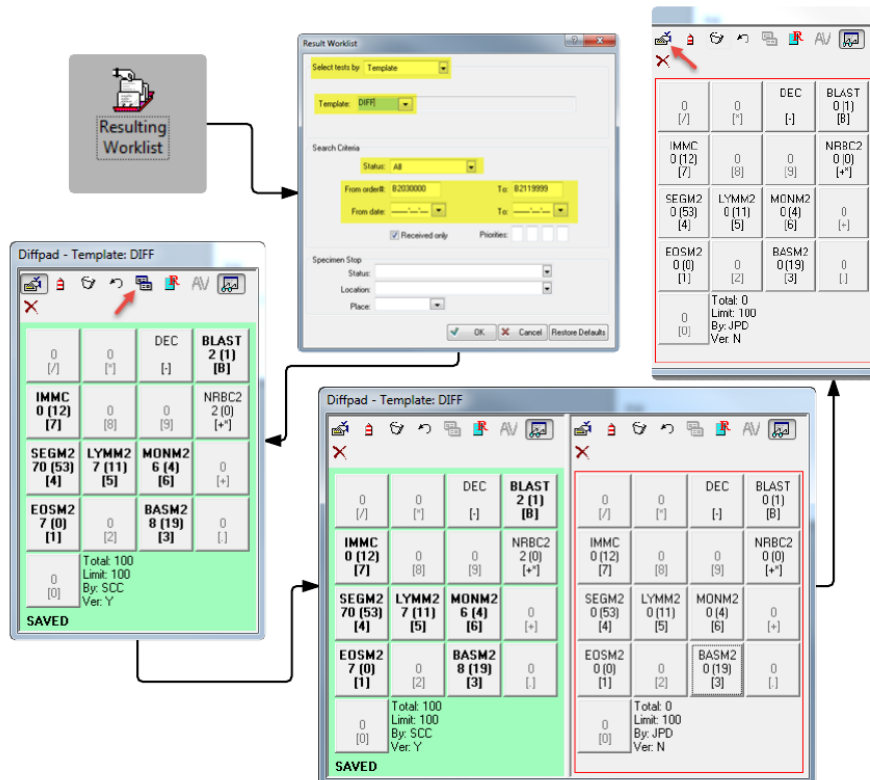 Resulting
Worklist
Result Worklist
Select tests by Template
Template: DIFF
Search Criteria
Status: All
From order#: B2030000 To: B2119999
From date: __-__-__ To: __-__-__
Received only Priorities:
Specimen Stop
Status:
Location:
Place:
OK Cancel Restore Defaults
AV
DEC BLAST
0 0 0 (1)
[/] [*] [-] [B]
IMMC NRBC2
0 (12) 0 0 0 (0)
[7] [8] [9] [+*]
SEGM2 LYMM2 MONM2
0 (53) 0 (11) 0 (4) 0
[4] [5] [6] [+]
EOSM2 BASM2
0 (0) 0 0 (19) 0
[1] [2] [3] [.]
0
[0]
Total: 0
Limit: 100
By: JPD
Ver: N
Diffpad - Template: DIFF
AV
DEC BLAST
0 0 2 (1)
[/] [*] [-] [B]
IMMC NRBC2
0 (12) 0 0 2 (0)
[7] [8] [9] [+*]
SEGM2 LYMM2 MONM2
70 (53) 7 (11) 6 (4) 0
[4] [5] [6] [+]
EOSM2 BASM2
7 (0) 0 8 (19) 0
[1] [2] [3] [.]
0
[0]
Total: 100
Limit: 100
By: SCC
Ver: Y
SAVED
Diffpad - Template: DIFF
AV
DEC BLAST
0 0 2 (1)
[/] [*] [-] [B]
IMMC NRBC2
0 (12) 0 0 2 (0)
[7] [8] [9] [+*]
SEGM2 LYMM2 MONM2
70 (53) 7 (11) 6 (4) 0
[4] [5] [6] [+]
EOSM2 BASM2
7 (0) 0 8 (19) 0
[1] [2] [3] [.]
0
[0]
Total: 100
Limit: 100
By: SCC
Ver: Y
SAVED
AV
DEC BLAST
0 0 0 (1)
[/] [*] [-] [B]
IMMC NRBC2
0 (12) 0 0 0 (0)
[7] [8] [9] [+*]
SEGM2 LYMM2 MONM2
0 (53) 0 (11) 0 (4) 0
[4] [5] [6] [+]
EOSM2 BASM2
0 (0) 0 0 (19) 0
[1] [2] [3] [.]
0
[0]
Total: 0
Limit: 100
By: JPD
Ver: N